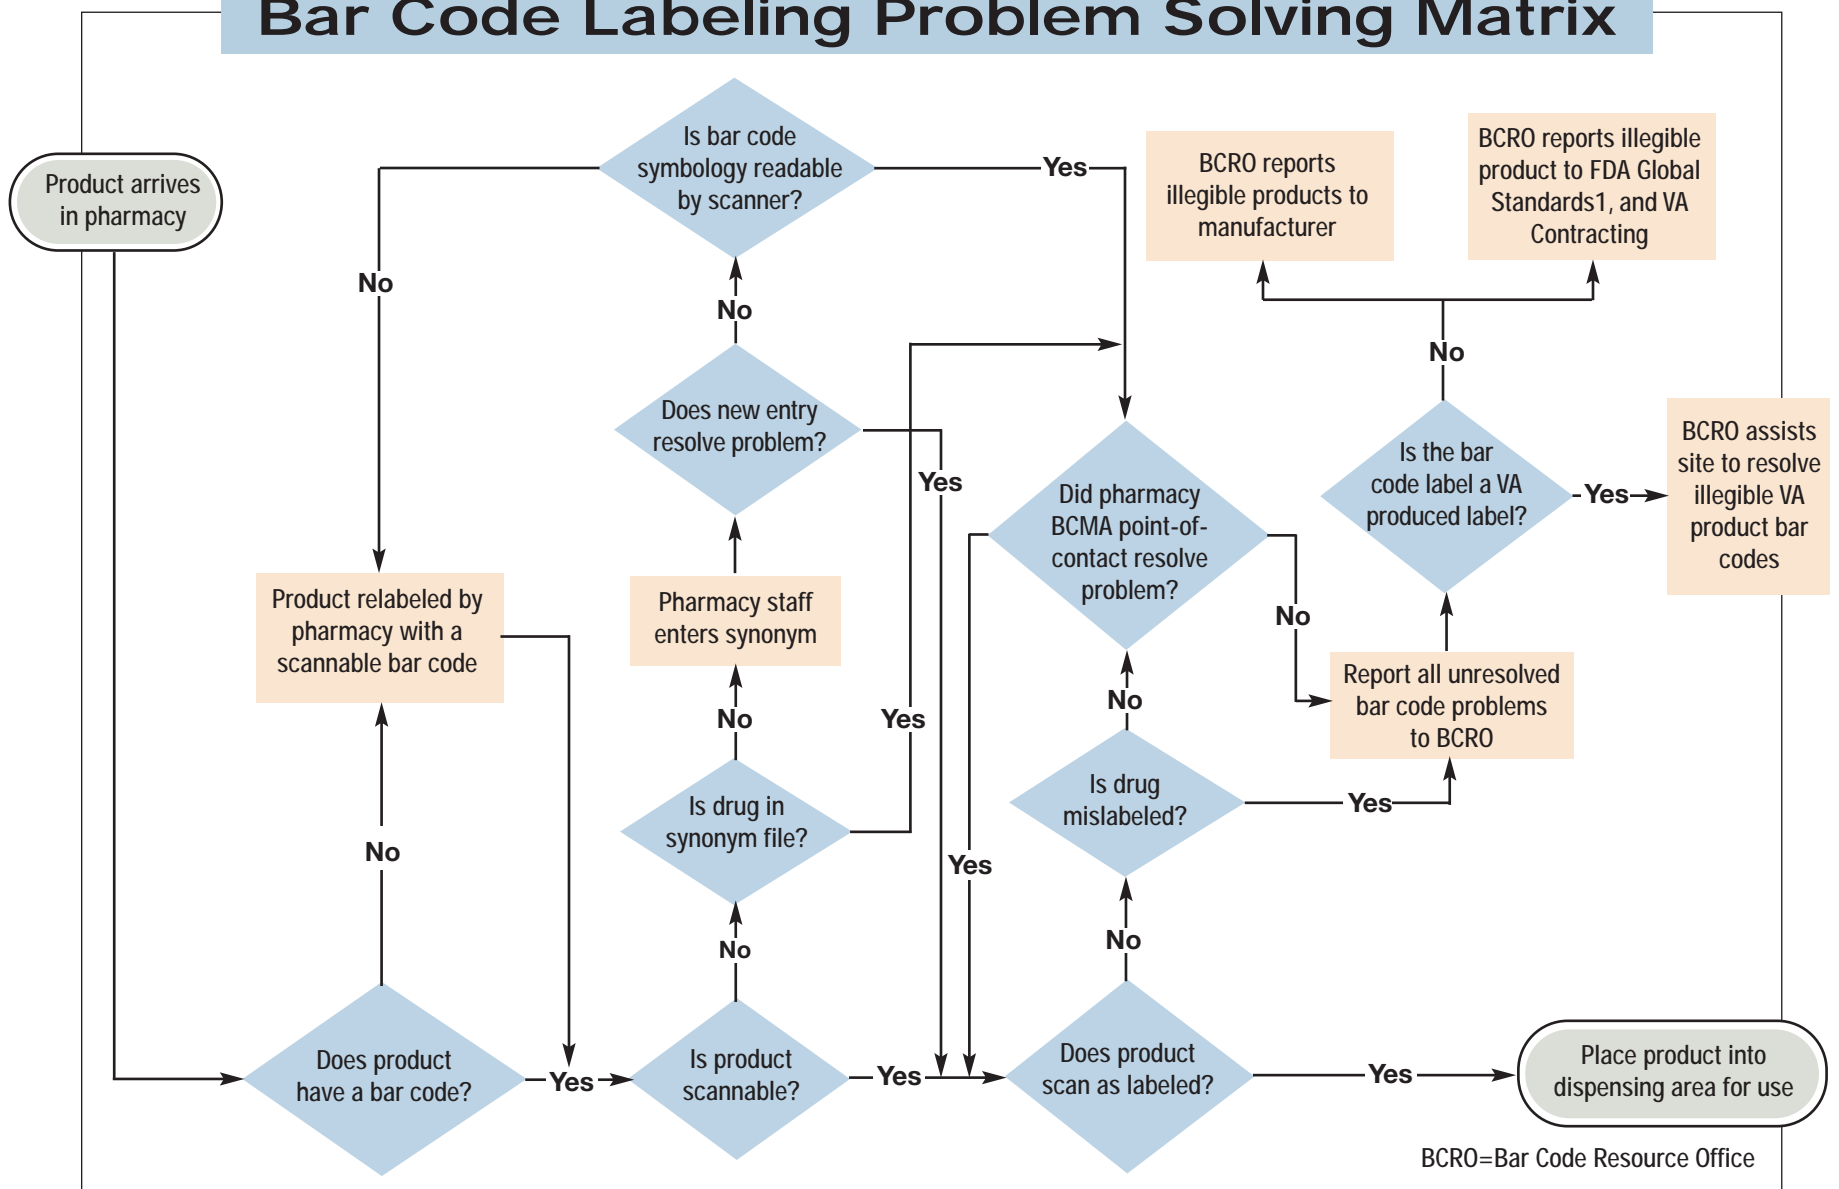 Bar Code Labeling Problem Solving Matrix
Product arrives
in pharmacy
Is bar code
symbology readable
by scanner?
Yes
No
No
BCRO reports
illegible products to
manufacturer
BCRO reports illegible
product to FDA Global
Standards1, and VA
Contracting
No
Does new entry
resolve problem?
Yes
Did pharmacy
BCMA point-of-
contact resolve
problem?
Is the bar
code label a VA
produced label?
Yes
BCRO assists
site to resolve
illegible VA
product bar
codes
Product relabeled by
pharmacy with a
scannable bar code
Pharmacy staff
enters synonym
No
Report all unresolved
bar code problems
to BCRO
No
Yes
No
Is drug in
synonym file?
Is drug
mislabeled?
Yes
No
Yes
No
No
Does product
have a bar code?
Yes
Is product
scannable?
Yes
Does product
scan as labeled?
Yes
Place product into
dispensing area for use
BCRO=Bar Code Resource Office